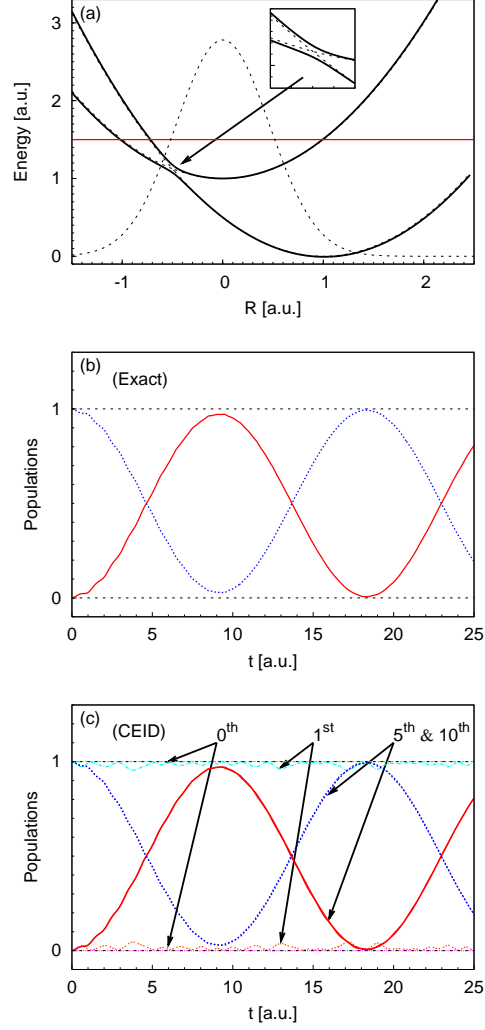 (a)
3
2
1
0
Energy [a.u.]
-1 0 1 2
R [a.u.]
(b)
(Exact)
1
0
Populations
0 5 10 15 20 25
t [a.u.]
(c)
(CEID)
0th 1st 5th & 10th
1
0
Populations
0 5 10 15 20 25
t [a.u.]